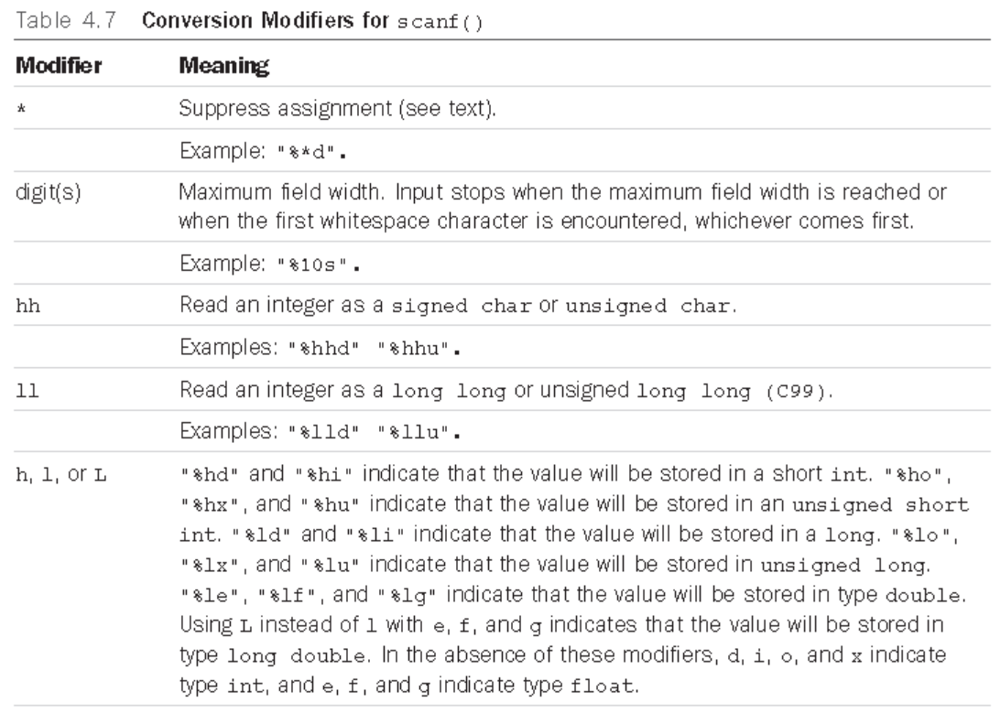 Table 4.7 Conversion Modifiers for scanf()
Modifier Meaning
* Suppress assignment (see text).
Example: "%*d".
digit(s) Maximum field width. Input stops when the maximum field width is reached or
when the first whitespace character is encountered, whichever comes first.
Example: "%10s".
hh Read an integer as a signed char or unsigned char.
Examples: "%hhd" "%hhu".
ll Read an integer as a long long or unsigned long long (C99).
Examples: "%lld" "%llu".
h, l, or L "%hd" and "%hi" indicate that the value will be stored in a short int. "%ho",
"%hx", and "%hu" indicate that the value will be stored in an unsigned short
int. "%ld" and "%li" indicate that the value will be stored in a long. "%lo",
"%lx", and "%lu" indicate that the value will be stored in unsigned long.
"%le", "%lf", and "%lg" indicate that the value will be stored in type double.
Using L instead of l with e, f, and g indicates that the value will be stored in
type long double. In the absence of these modifiers, d, i, o, and x indicate
type int, and e, f, and g indicate type float.